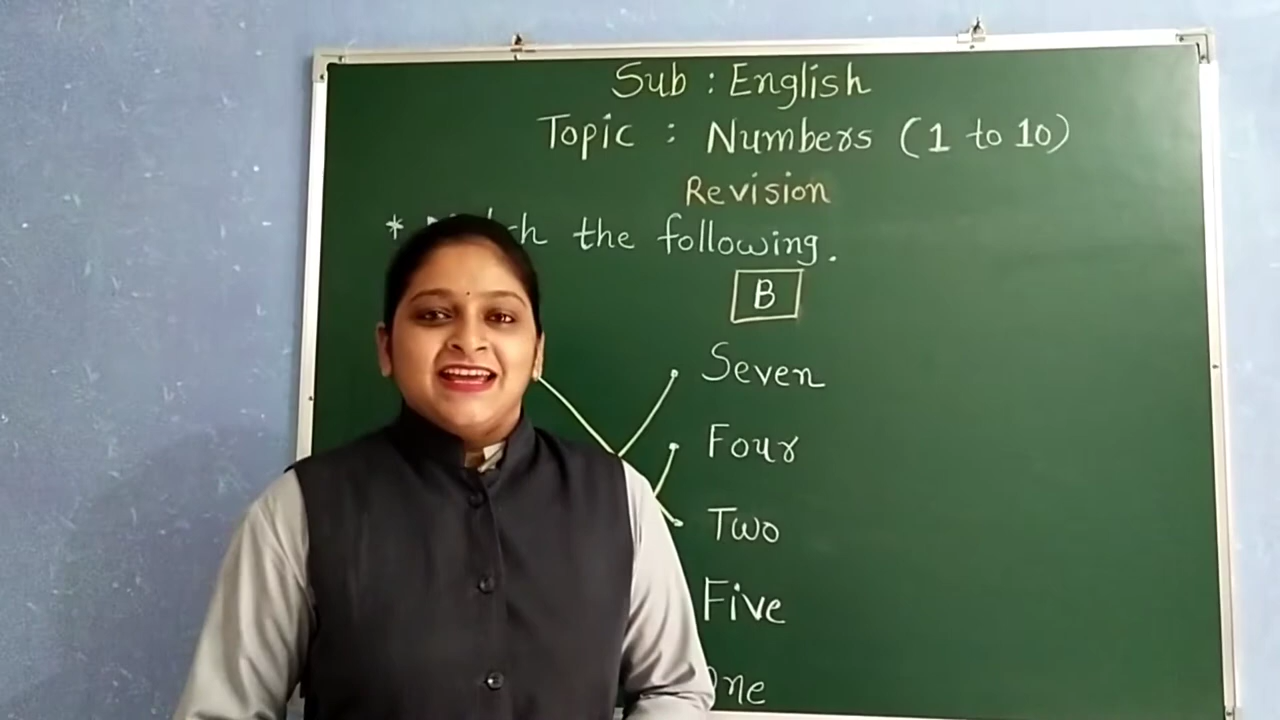 Sub : English
Topic : Numbers (1 to 10)
Revision
* the following.
B
Seven
Four
Two
Five